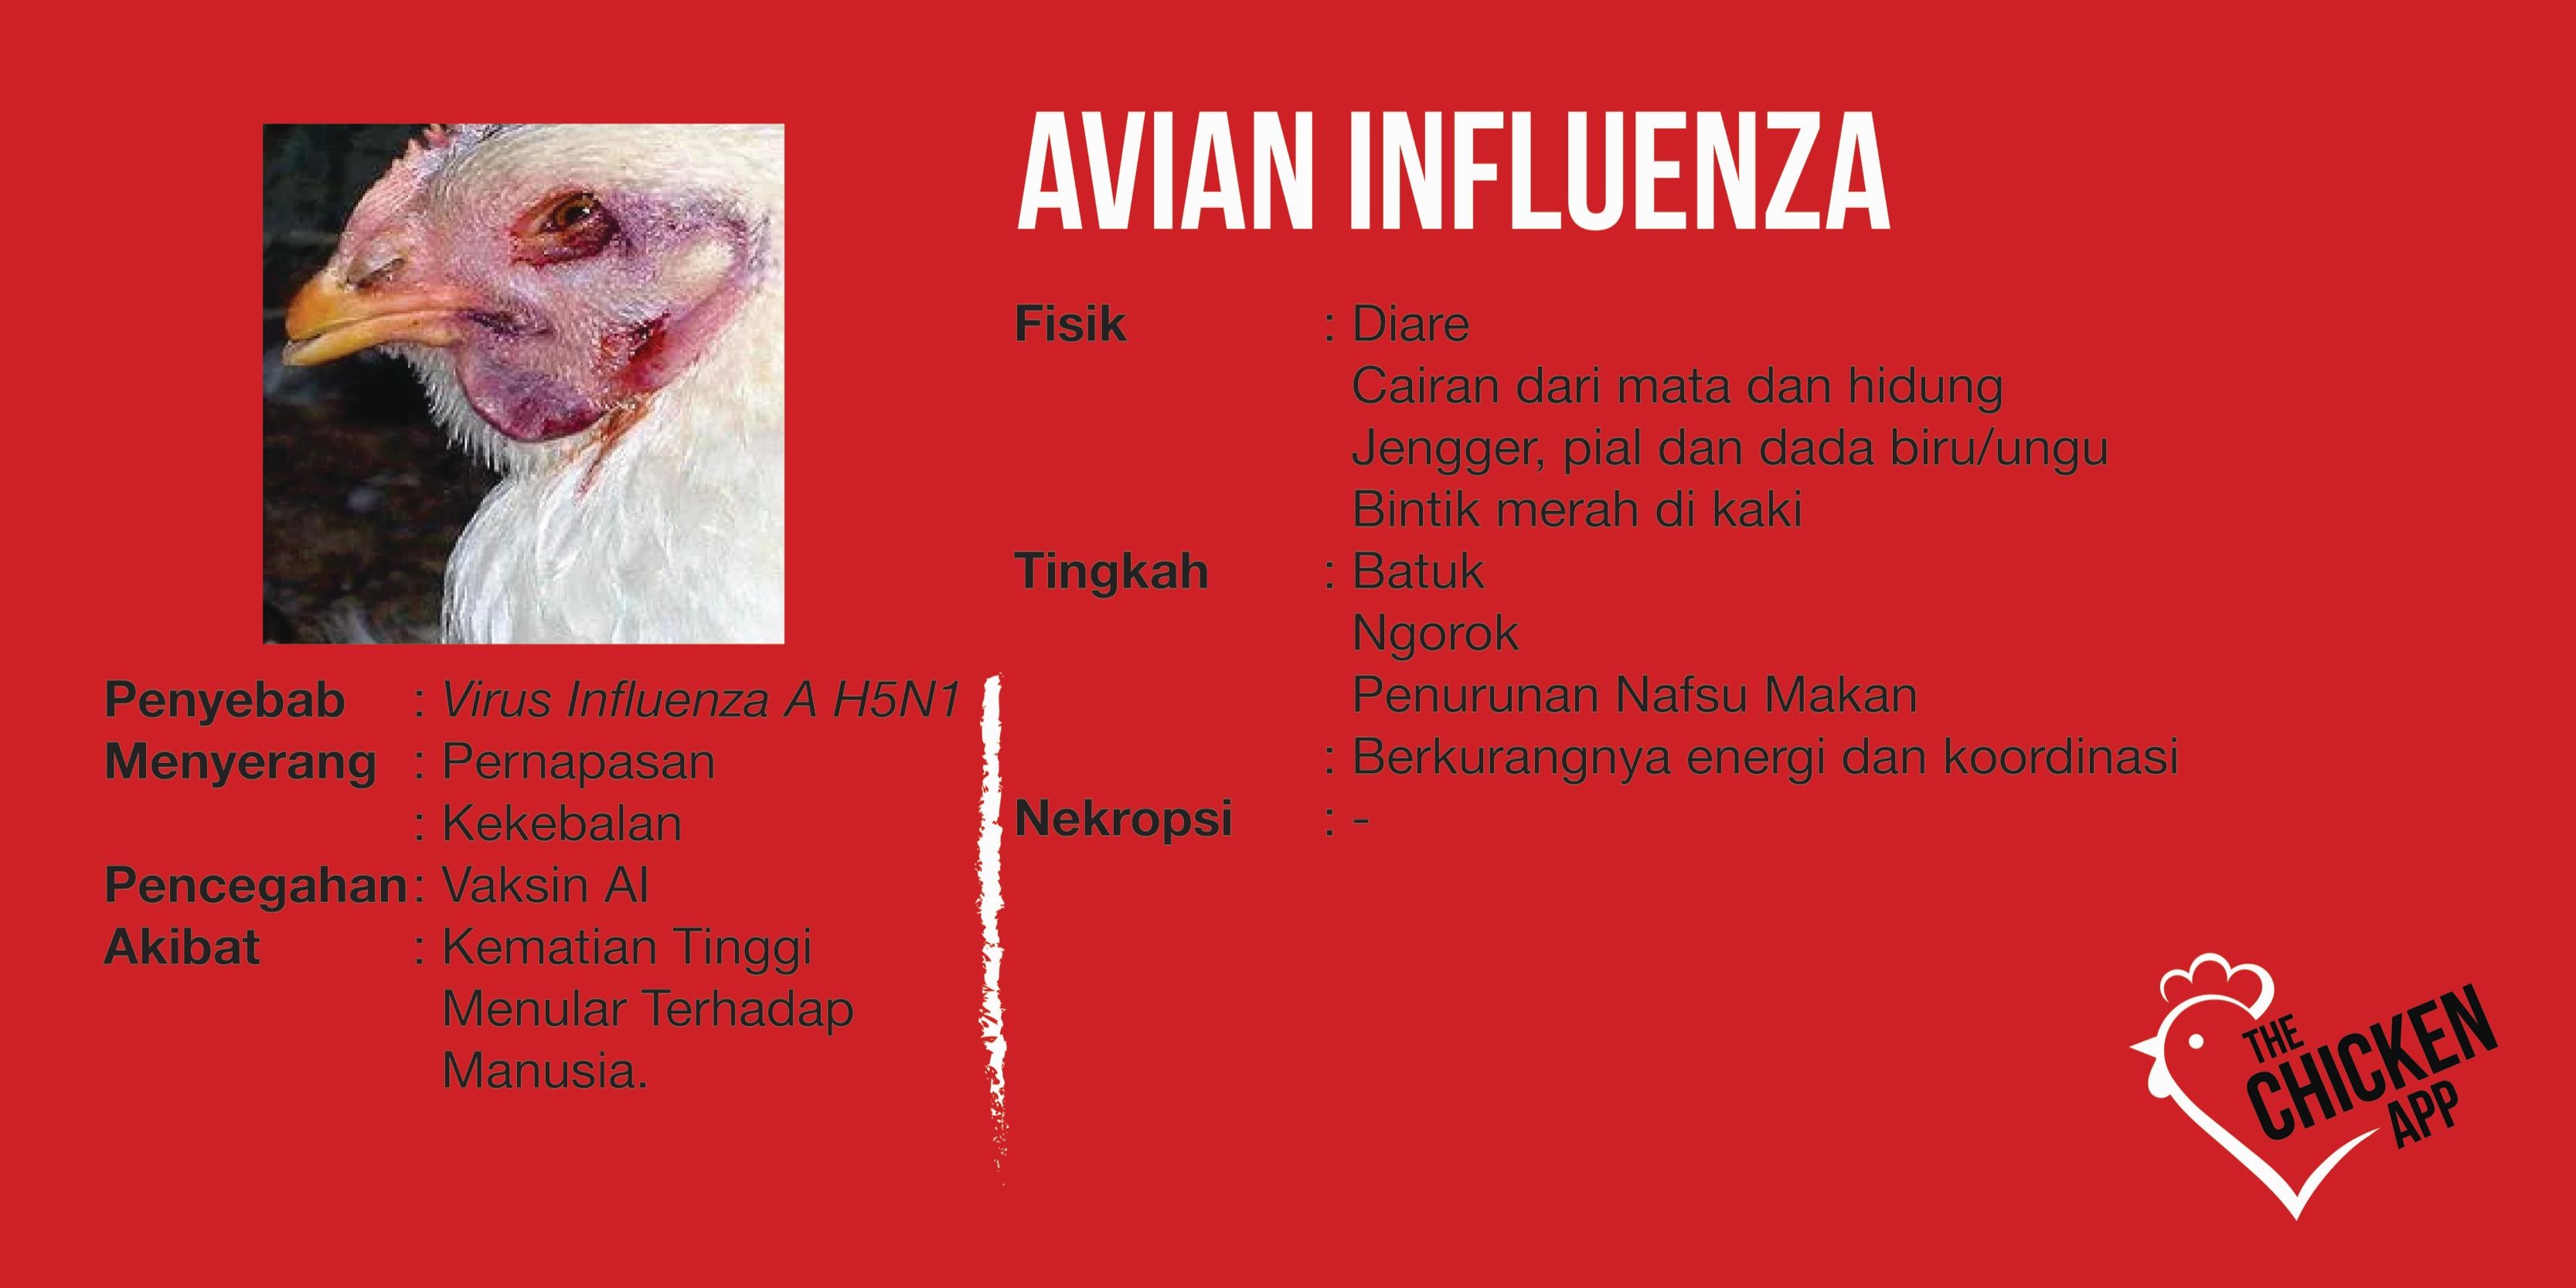 AVIAN INFLUENZA
Penyebab : Virus Influenza A H5N1
Menyerang : Pernapasan
: Kekebalan
Pencegahan : Vaksin AI
Akibat : Kematian Tinggi
Menular Terhadap
Manusia.
Fisik : Diare
Cairan dari mata dan hidung
Jengger, pial dan dada biru/ungu
Bintik merah di kaki
Tingkah : Batuk
Ngorok
Penurunan Nafsu Makan
: Berkurangnya energi dan koordinasi
Nekropsi : -
THE
CHICKEN
APP